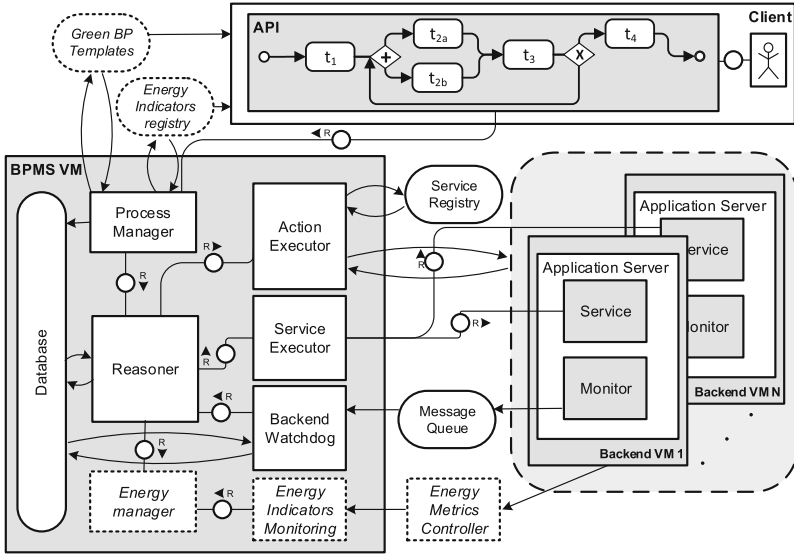 API
Client
Green BP
Templates
t1
t2a
t2b
t3
t4
+
X
Energy
Indicators
registry
R
BPMS VM
Process
Manager
Action
Executor
Service
Registry
R
R
R
Database
Reasoner
Service
Executor
R
R
Backend
Watchdog
R
Message
Queue
R
Energy
manager
R
Energy
Indicators
Monitoring
Energy
Metrics
Controller
Application Server
Service
Monitor
Backend VM 1
Application Server
ervice
onitor
Backend VM N